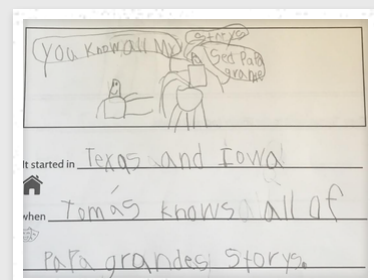 You Know all My
storys
Sed PaPa
grande
It started in Texas and Iowa
when Tomás Knows all of
PaPa grandes Storys.